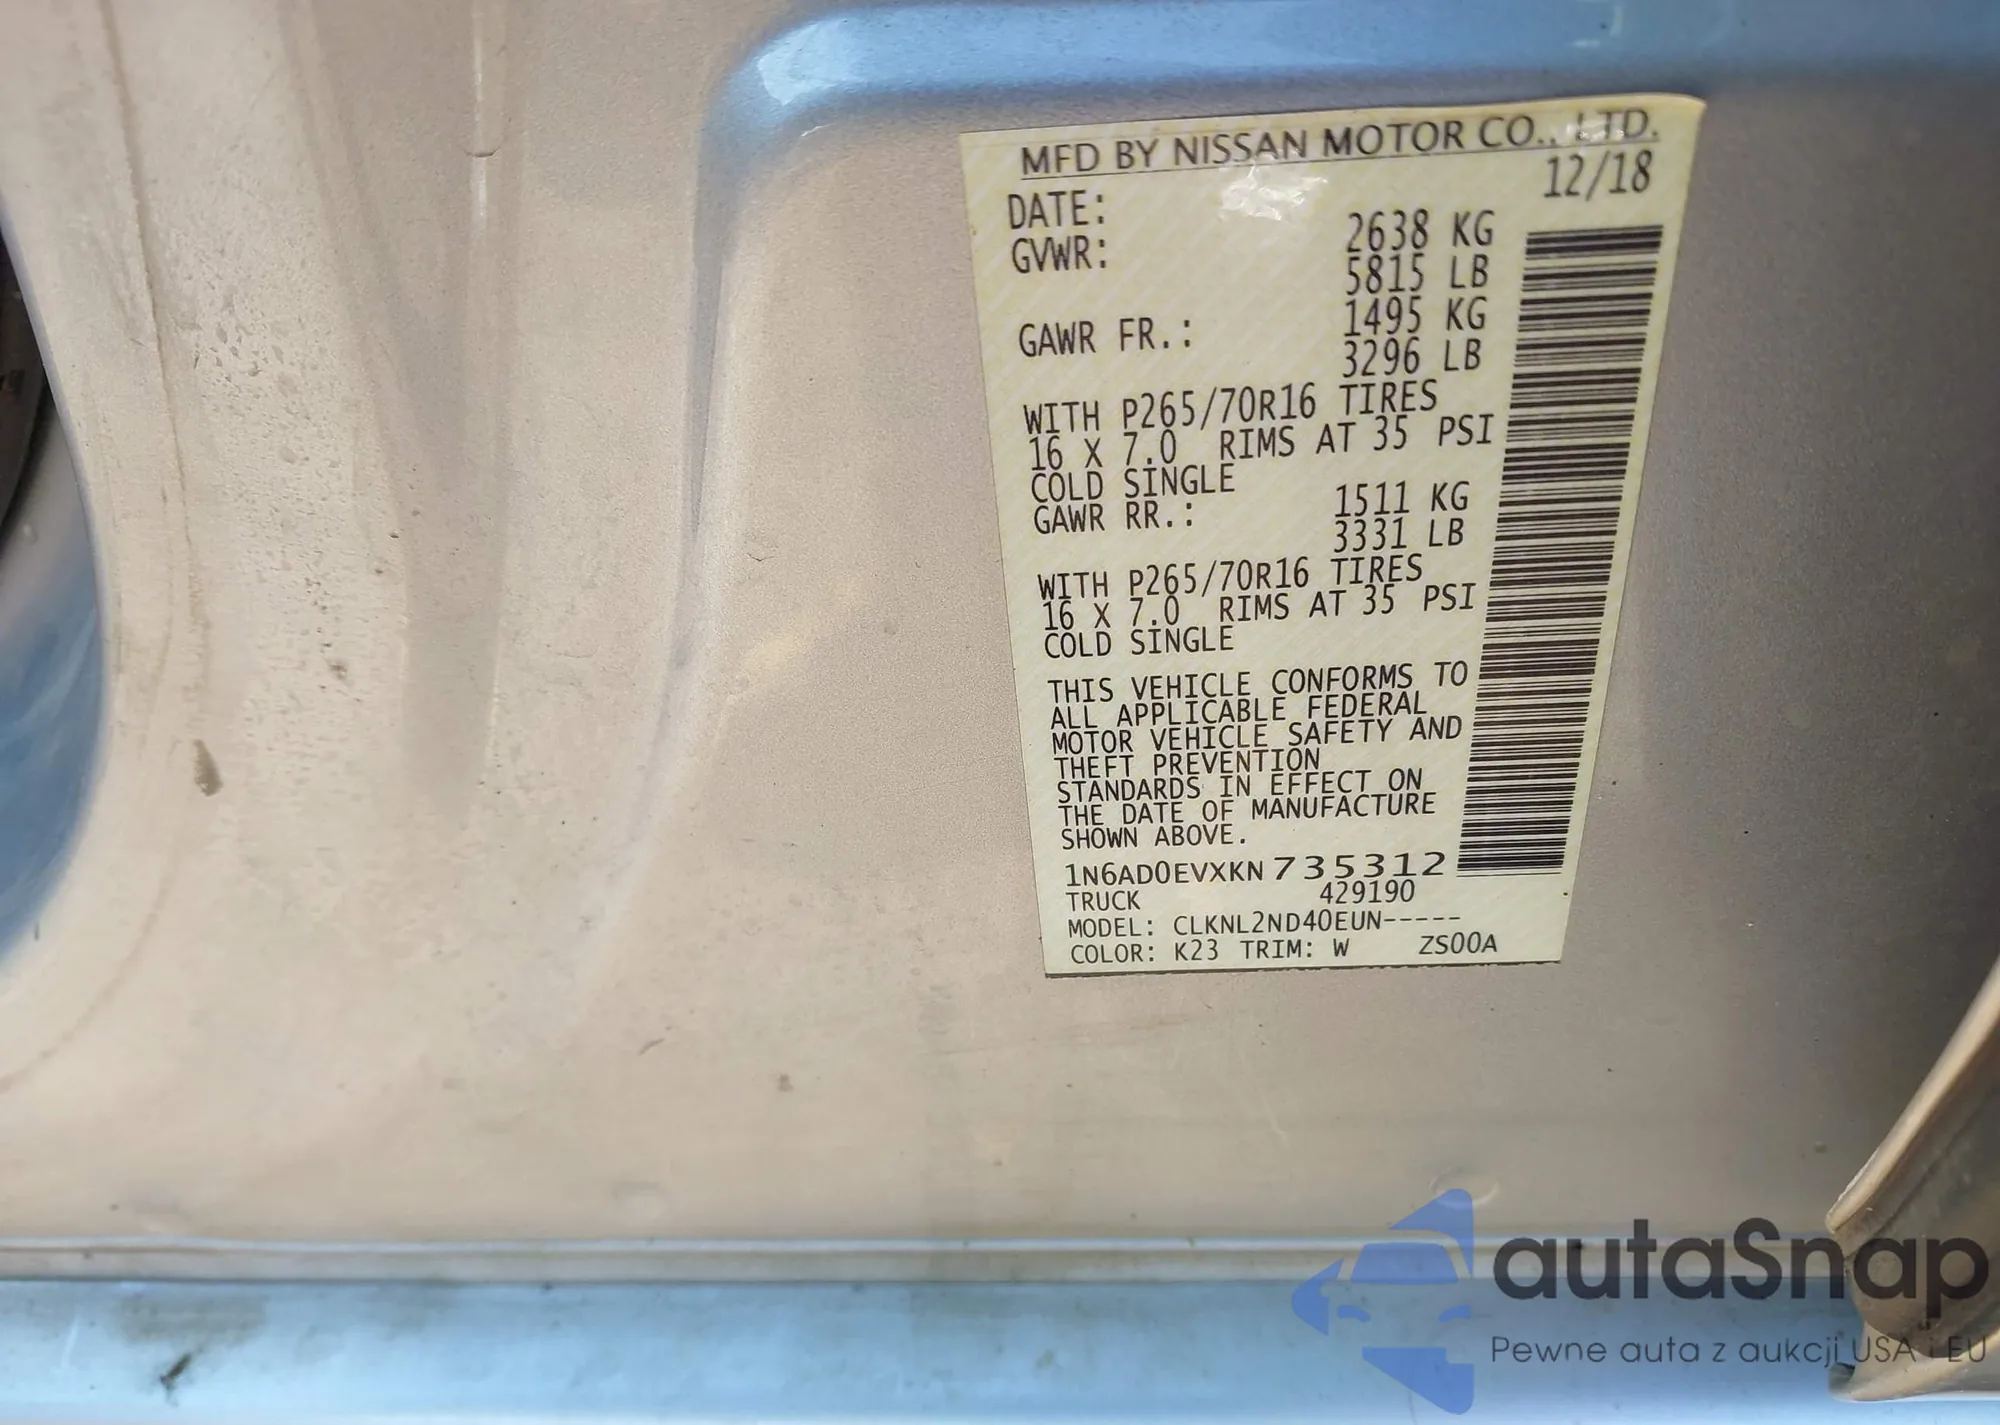 MFD BY NISSAN MOTOR CO., LTD.
DATE: 12/18
GVWR: 2638 KG
5815 LB
GAWR FR.: 1495 KG
3296 LB
WITH P265/70R16 TIRES
16 X 7.0 RIMS AT 35 PSI
COLD SINGLE
GAWR RR.: 1511 KG
3331 LB
WITH P265/70R16 TIRES
16 X 7.0 RIMS AT 35 PSI
COLD SINGLE
THIS VEHICLE CONFORMS TO
ALL APPLICABLE FEDERAL
MOTOR VEHICLE SAFETY AND
THEFT PREVENTION
STANDARDS IN EFFECT ON
THE DATE OF MANUFACTURE
SHOWN ABOVE.
1N6AD0EVXKN735312
TRUCK 429190
MODEL: CLKNL2ND40EUN-----
COLOR: K23 TRIM: W ZS00A
autaSnap
Pewne auta z aukcji USA i EU